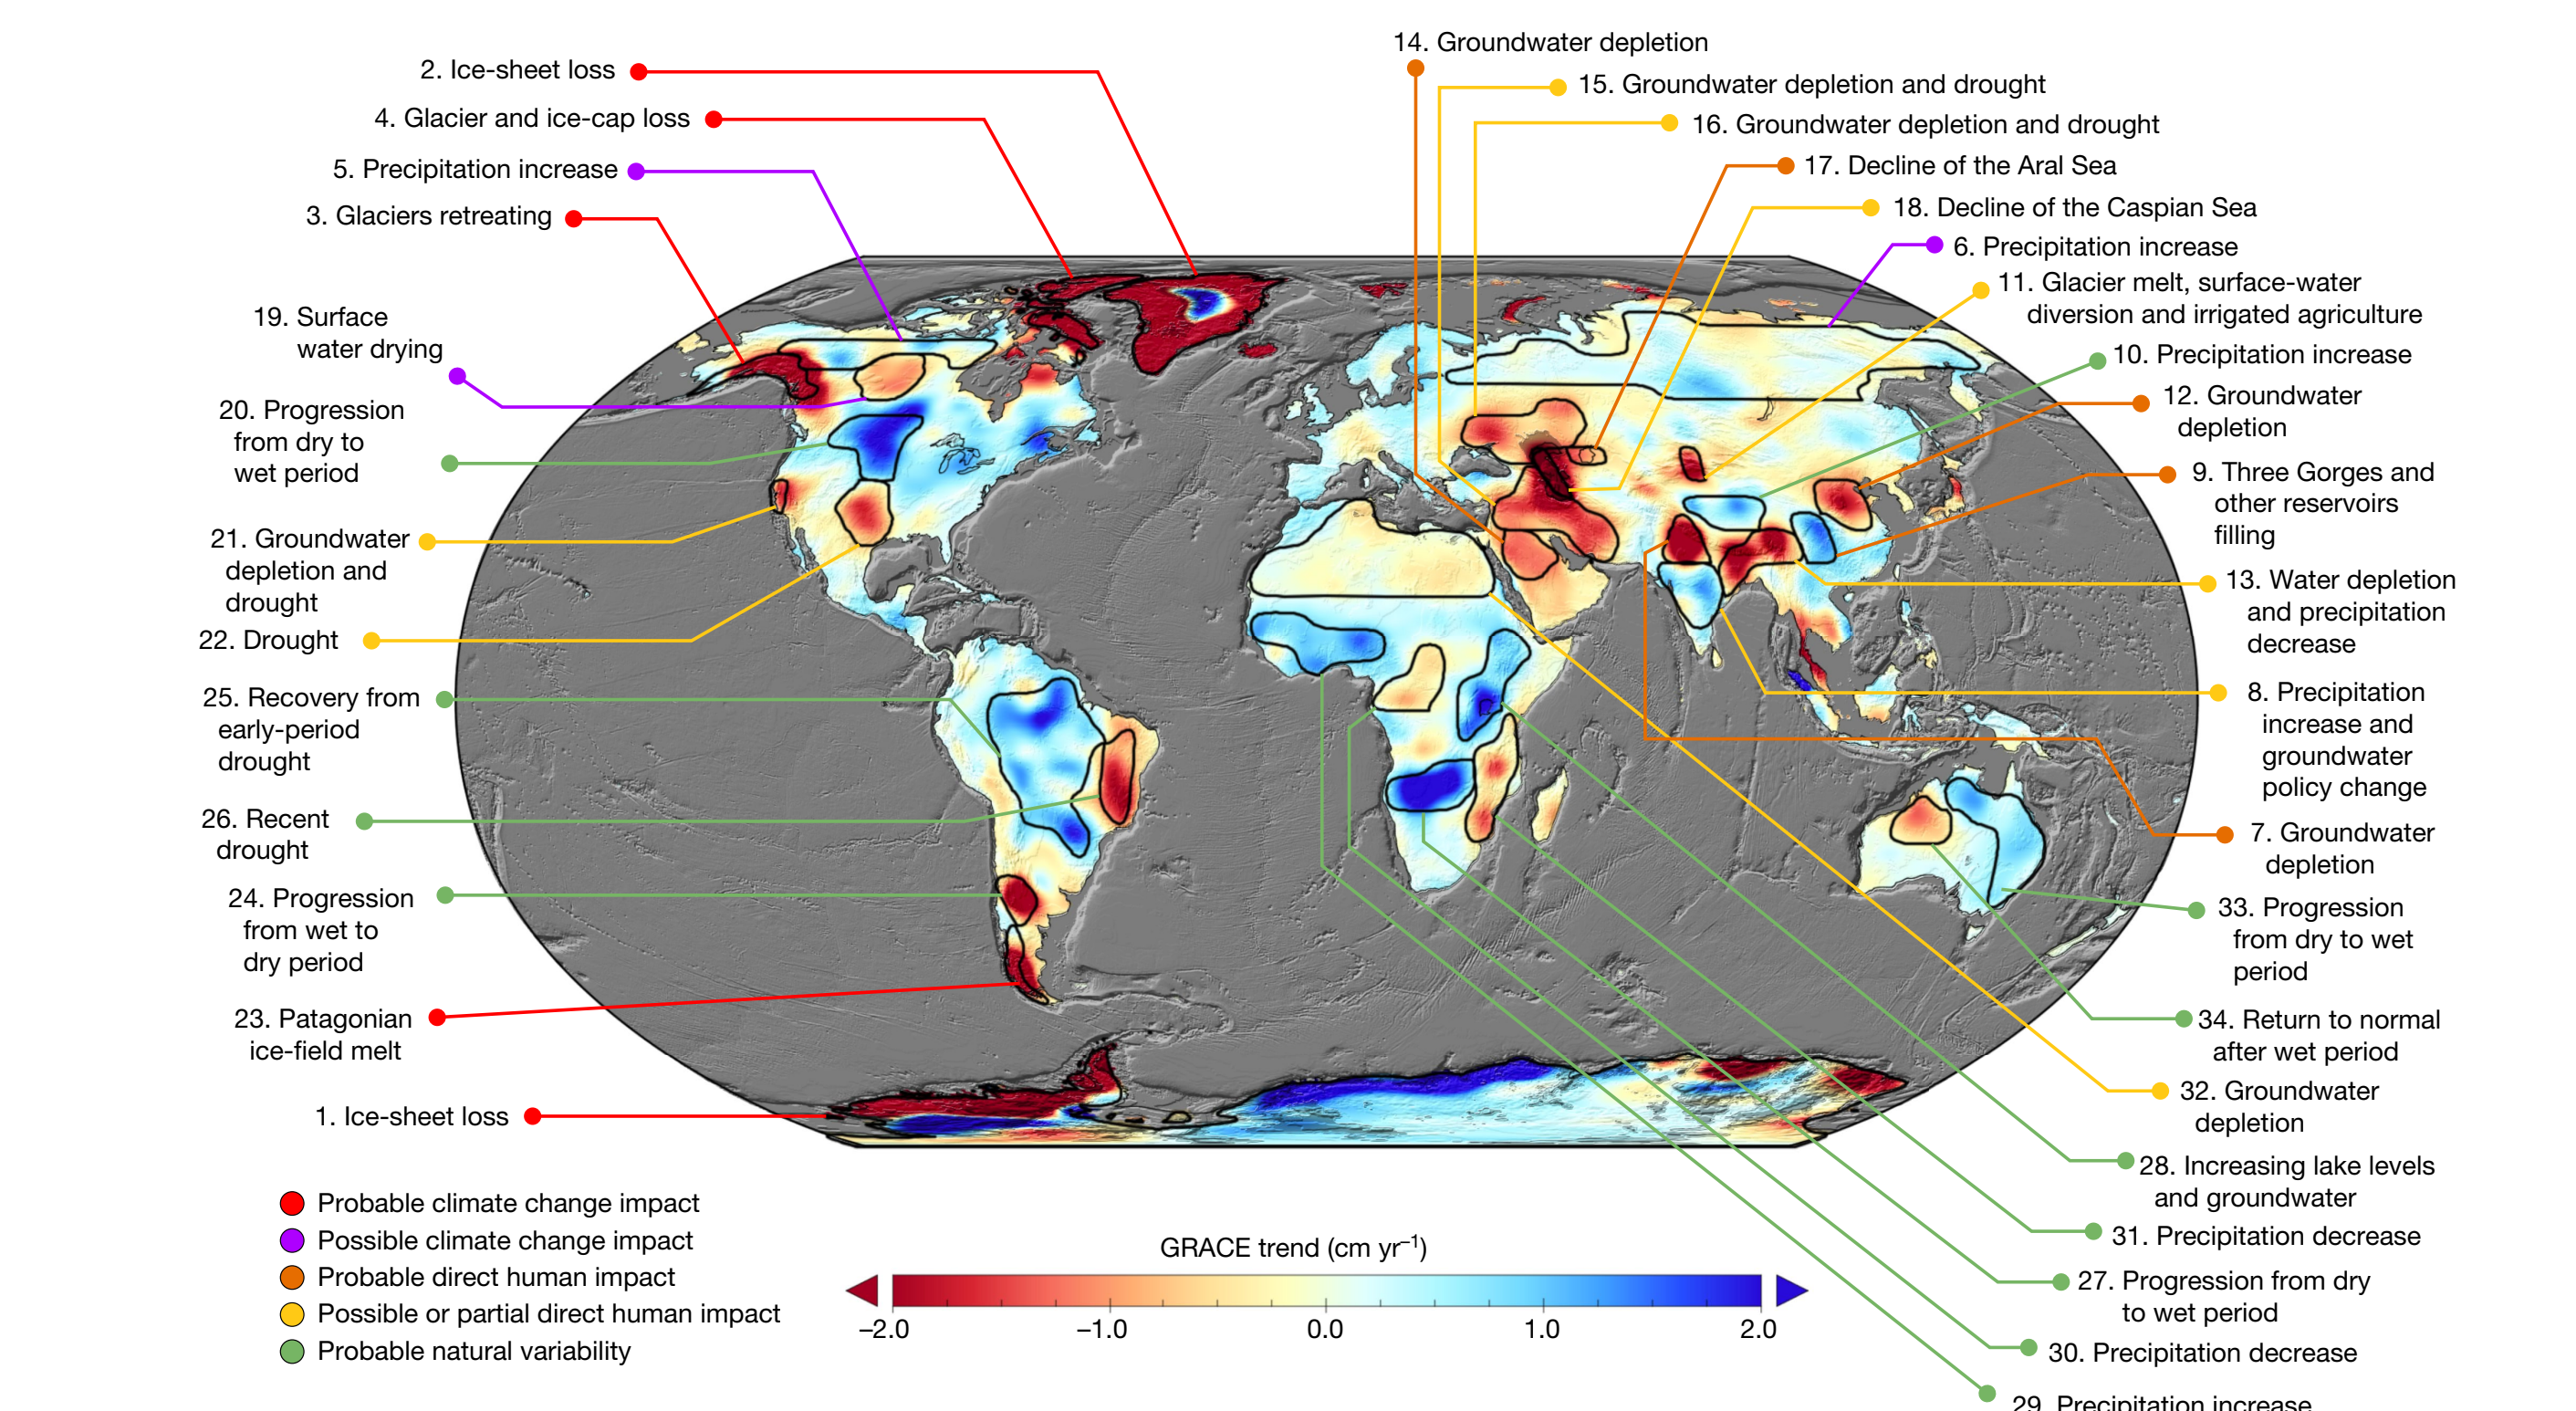 14. Groundwater depletion
2. Ice-sheet loss
15. Groundwater depletion and drought
4. Glacier and ice-cap loss
16. Groundwater depletion and drought
5. Precipitation increase
17. Decline of the Aral Sea
3. Glaciers retreating
18. Decline of the Caspian Sea
6. Precipitation increase
11. Glacier melt, surface-water
diversion and irrigated agriculture
19. Surface
water drying
10. Precipitation increase
12. Groundwater
depletion
20. Progression
from dry to
wet period
9. Three Gorges and
other reservoirs
filling
21. Groundwater
depletion and
drought
13. Water depletion
and precipitation
decrease
22. Drought
25. Recovery from
early-period
drought
8. Precipitation
increase and
groundwater
policy change
26. Recent
drought
7. Groundwater
depletion
24. Progression
from wet to
dry period
33. Progression
from dry to wet
period
23. Patagonian
ice-field melt
34. Return to normal
after wet period
32. Groundwater
depletion
1. Ice-sheet loss
28. Increasing lake levels
and groundwater
31. Precipitation decrease
27. Progression from dry
to wet period
30. Precipitation decrease
29. Precipitation increase
Probable climate change impact
Possible climate change impact
Probable direct human impact
Possible or partial direct human impact
Probable natural variability
GRACE trend (cm yr⁻¹)
–2.0 –1.0 0.0 1.0 2.0